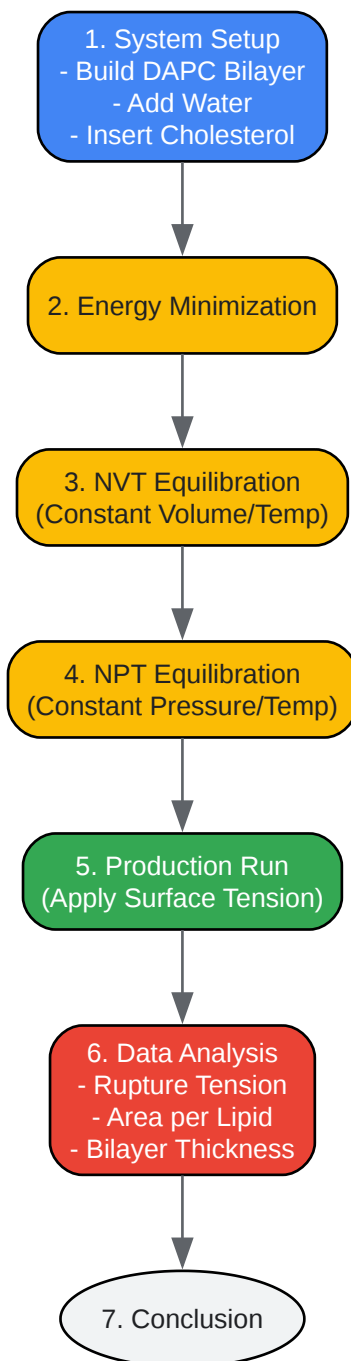 1. System Setup
- Build DAPC Bilayer
- Add Water
- Insert Cholesterol
2. Energy Minimization
3. NVT Equilibration
(Constant Volume/Temp)
4. NPT Equilibration
(Constant Pressure/Temp)
5. Production Run
(Apply Surface Tension)
6. Data Analysis
- Rupture Tension
- Area per Lipid
- Bilayer Thickness
7. Conclusion